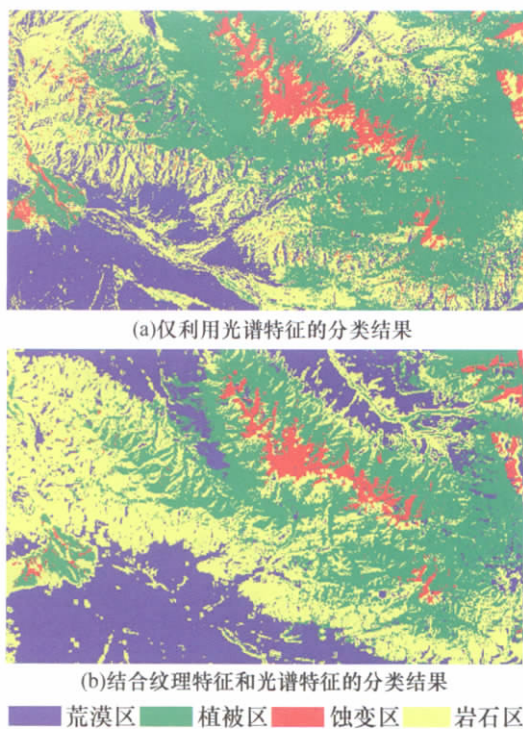 (a)仅利用光谱特征的分类结果
(b)结合纹理特征和光谱特征的分类结果
荒漠区 植被区 蚀变区 岩石区